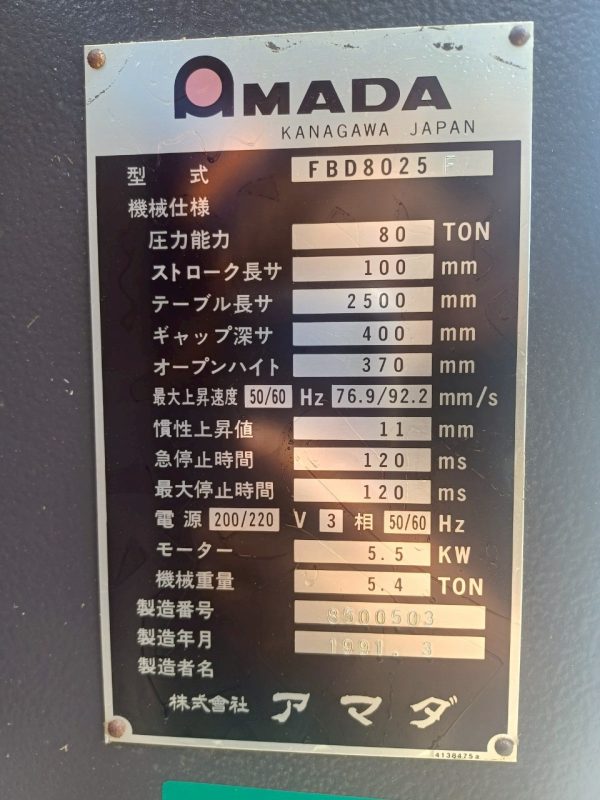 AMADA
KANAGAWA JAPAN
型 式 FBD8025 F
機械仕様
圧力能力 80 TON
ストローク長サ 100 mm
テーブル長サ 2500 mm
ギャップ深サ 400 mm
オープンハイト 370 mm
最大上昇速度 50/60 Hz 76.9/92.2 mm/s
慣性上昇値 11 mm
急停止時間 120 ms
最大停止時間 120 ms
電源 200/220 V 3 相 50/60 Hz
モーター 5.5 KW
機械重量 5.4 TON
製造番号 8500503
製造年月 1991. 3
製造者名
株式會社 アマダ
4138475a